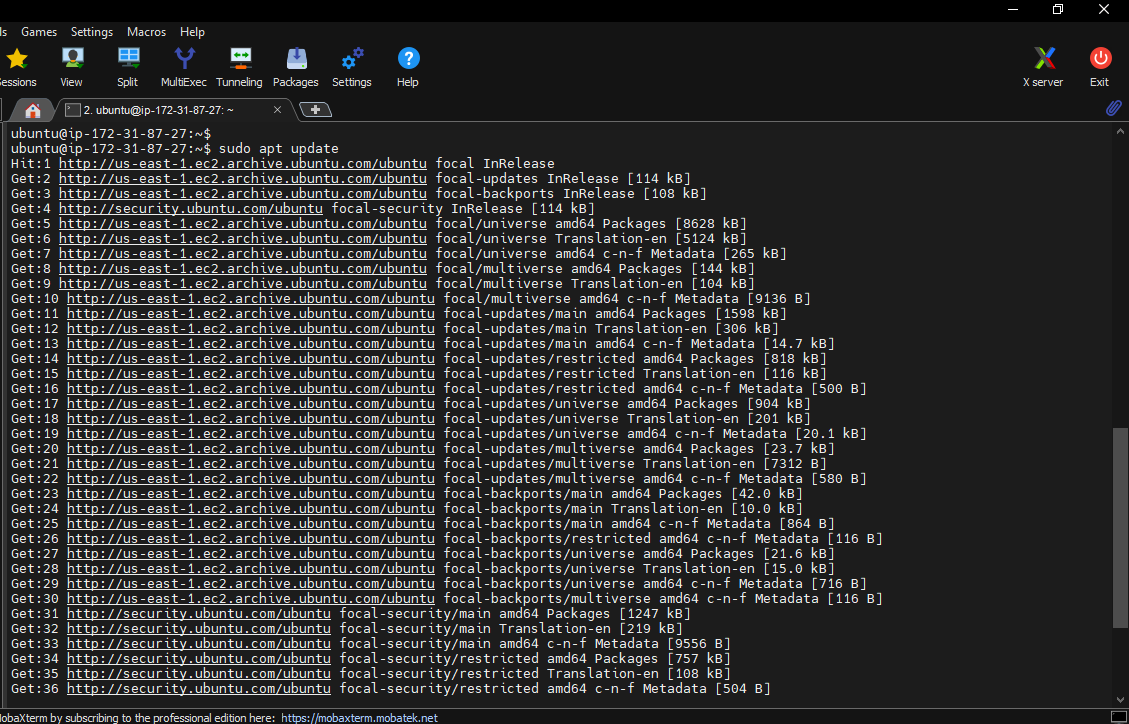 Games Settings Macros Help
View Split MultiExec Tunneling Packages Settings Help X server Exit
2. ubuntu@ip-172-31-87-27: ~
ubuntu@ip-172-31-87-27:~$
ubuntu@ip-172-31-87-27:~$ sudo apt update
Hit:1 http://us-east-1.ec2.archive.ubuntu.com/ubuntu focal InRelease
Get:2 http://us-east-1.ec2.archive.ubuntu.com/ubuntu focal-updates InRelease [114 kB]
Get:3 http://us-east-1.ec2.archive.ubuntu.com/ubuntu focal-backports InRelease [108 kB]
Get:4 http://security.ubuntu.com/ubuntu focal-security InRelease [114 kB]
Get:5 http://us-east-1.ec2.archive.ubuntu.com/ubuntu focal/universe amd64 Packages [8628 kB]
Get:6 http://us-east-1.ec2.archive.ubuntu.com/ubuntu focal/universe Translation-en [5124 kB]
Get:7 http://us-east-1.ec2.archive.ubuntu.com/ubuntu focal/universe amd64 c-n-f Metadata [265 kB]
Get:8 http://us-east-1.ec2.archive.ubuntu.com/ubuntu focal/multiverse amd64 Packages [144 kB]
Get:9 http://us-east-1.ec2.archive.ubuntu.com/ubuntu focal/multiverse Translation-en [104 kB]
Get:10 http://us-east-1.ec2.archive.ubuntu.com/ubuntu focal/multiverse amd64 c-n-f Metadata [9136 B]
Get:11 http://us-east-1.ec2.archive.ubuntu.com/ubuntu focal-updates/main amd64 Packages [1598 kB]
Get:12 http://us-east-1.ec2.archive.ubuntu.com/ubuntu focal-updates/main Translation-en [306 kB]
Get:13 http://us-east-1.ec2.archive.ubuntu.com/ubuntu focal-updates/main amd64 c-n-f Metadata [14.7 kB]
Get:14 http://us-east-1.ec2.archive.ubuntu.com/ubuntu focal-updates/restricted amd64 Packages [818 kB]
Get:15 http://us-east-1.ec2.archive.ubuntu.com/ubuntu focal-updates/restricted Translation-en [116 kB]
Get:16 http://us-east-1.ec2.archive.ubuntu.com/ubuntu focal-updates/restricted amd64 c-n-f Metadata [500 B]
Get:17 http://us-east-1.ec2.archive.ubuntu.com/ubuntu focal-updates/universe amd64 Packages [904 kB]
Get:18 http://us-east-1.ec2.archive.ubuntu.com/ubuntu focal-updates/universe Translation-en [201 kB]
Get:19 http://us-east-1.ec2.archive.ubuntu.com/ubuntu focal-updates/universe amd64 c-n-f Metadata [20.1 kB]
Get:20 http://us-east-1.ec2.archive.ubuntu.com/ubuntu focal-updates/multiverse amd64 Packages [23.7 kB]
Get:21 http://us-east-1.ec2.archive.ubuntu.com/ubuntu focal-updates/multiverse Translation-en [7312 B]
Get:22 http://us-east-1.ec2.archive.ubuntu.com/ubuntu focal-updates/multiverse amd64 c-n-f Metadata [580 B]
Get:23 http://us-east-1.ec2.archive.ubuntu.com/ubuntu focal-backports/main amd64 Packages [42.0 kB]
Get:24 http://us-east-1.ec2.archive.ubuntu.com/ubuntu focal-backports/main Translation-en [10.0 kB]
Get:25 http://us-east-1.ec2.archive.ubuntu.com/ubuntu focal-backports/main amd64 c-n-f Metadata [864 B]
Get:26 http://us-east-1.ec2.archive.ubuntu.com/ubuntu focal-backports/restricted amd64 c-n-f Metadata [116 B]
Get:27 http://us-east-1.ec2.archive.ubuntu.com/ubuntu focal-backports/universe amd64 Packages [21.6 kB]
Get:28 http://us-east-1.ec2.archive.ubuntu.com/ubuntu focal-backports/universe Translation-en [15.0 kB]
Get:29 http://us-east-1.ec2.archive.ubuntu.com/ubuntu focal-backports/universe amd64 c-n-f Metadata [716 B]
Get:30 http://us-east-1.ec2.archive.ubuntu.com/ubuntu focal-backports/multiverse amd64 c-n-f Metadata [116 B]
Get:31 http://security.ubuntu.com/ubuntu focal-security/main amd64 Packages [1247 kB]
Get:32 http://security.ubuntu.com/ubuntu focal-security/main Translation-en [219 kB]
Get:33 http://security.ubuntu.com/ubuntu focal-security/main amd64 c-n-f Metadata [9556 B]
Get:34 http://security.ubuntu.com/ubuntu focal-security/restricted amd64 Packages [757 kB]
Get:35 http://security.ubuntu.com/ubuntu focal-security/restricted Translation-en [108 kB]
Get:36 http://security.ubuntu.com/ubuntu focal-security/restricted amd64 c-n-f Metadata [504 B]
by subscribing to the professional edition here: https://mobaxterm.mobatek.net